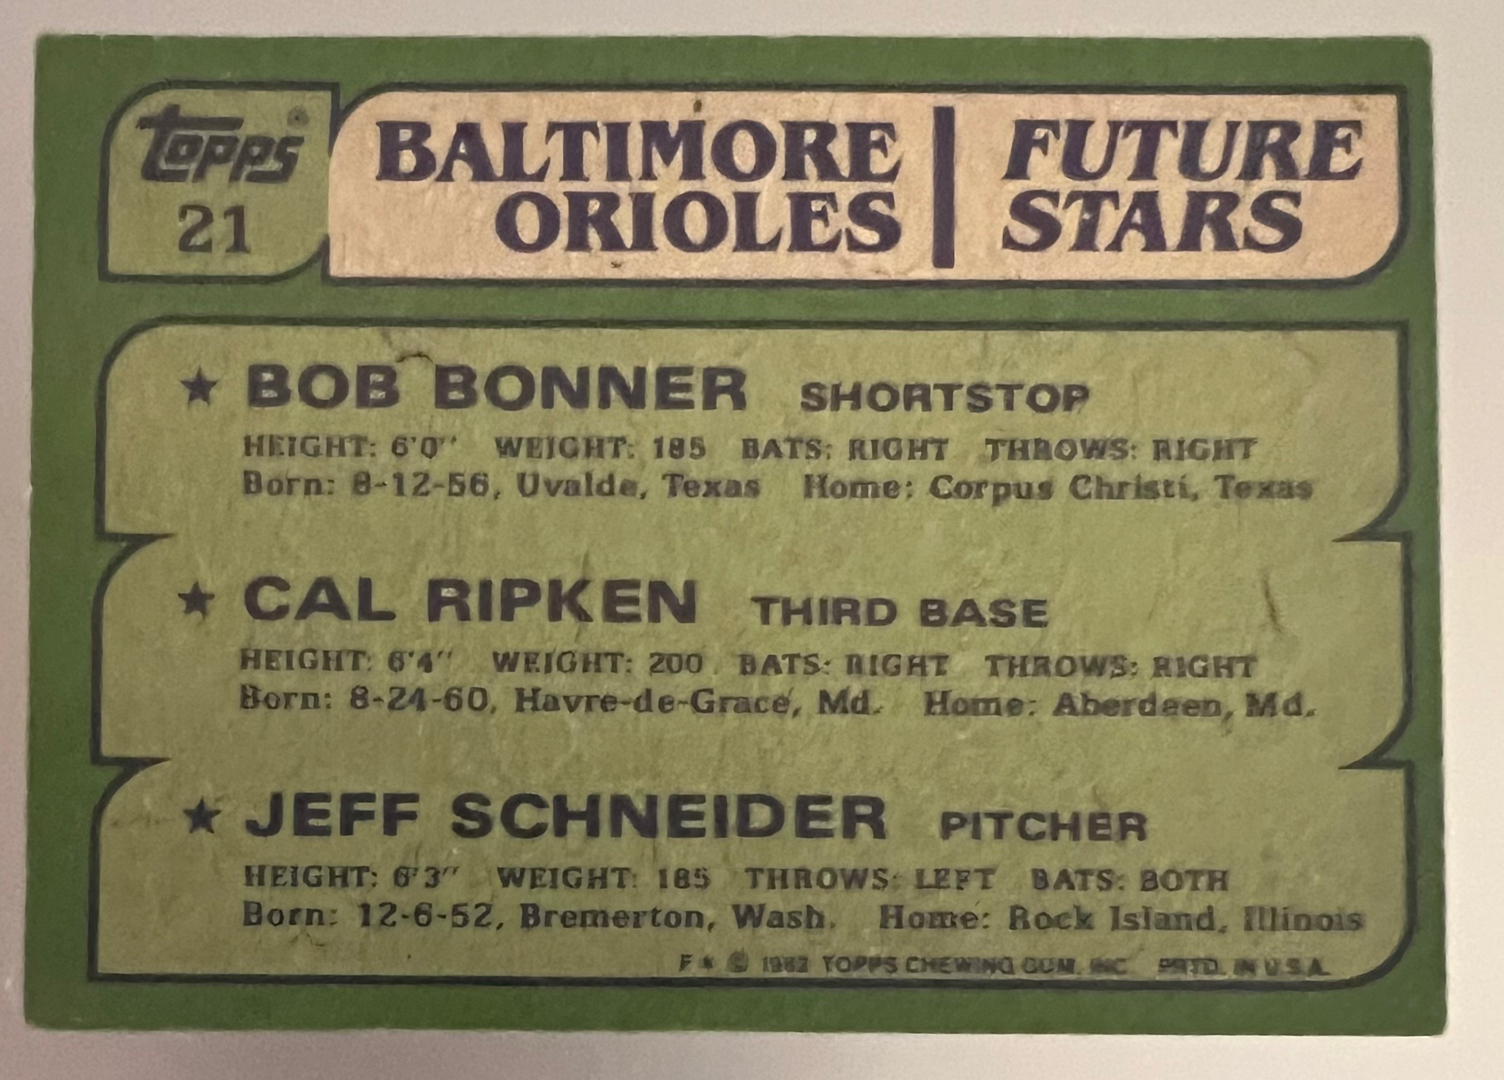 Topps®
21
BALTIMORE
ORIOLES
FUTURE
STARS
★ BOB BONNER SHORTSTOP
HEIGHT: 6'0" WEIGHT: 185 BATS: RIGHT THROWS: RIGHT
Born: 8-12-56, Uvalde, Texas Home: Corpus Christi, Texas
★ CAL RIPKEN THIRD BASE
HEIGHT: 6'4" WEIGHT: 200 BATS: RIGHT THROWS: RIGHT
Born: 8-24-60, Havre-de-Grace, Md. Home: Aberdeen, Md.
★ JEFF SCHNEIDER PITCHER
HEIGHT: 6'3" WEIGHT: 185 THROWS: LEFT BATS: BOTH
Born: 12-6-52, Bremerton, Wash. Home: Rock Island, Illinois
F * © 1982 TOPPS CHEWING GUM, INC. PRTD. IN U.S.A.